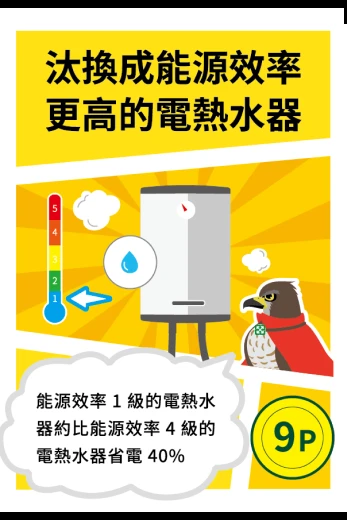 汰換成能源效率
更高的電熱水器
5
4
3
2
1
能源效率 1 級的電熱水
器約比能源效率 4 級的
電熱水器省電 40%
9P